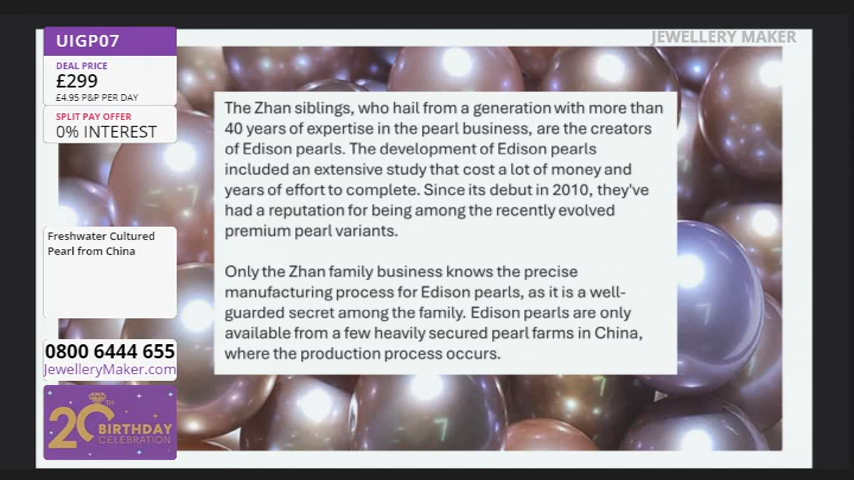 UIGP07
DEAL PRICE
£299
£4.95 P&P PER DAY
SPLIT PAY OFFER
0% INTEREST
Freshwater Cultured
Pearl from China
0800 6444 655
JewelleryMaker.com
20TH
BIRTHDAY
CELEBRATION
JEWELLERY MAKER
The Zhan siblings, who hail from a generation with more than
40 years of expertise in the pearl business, are the creators
of Edison pearls. The development of Edison pearls
included an extensive study that cost a lot of money and
years of effort to complete. Since its debut in 2010, they've
had a reputation for being among the recently evolved
premium pearl variants.
Only the Zhan family business knows the precise
manufacturing process for Edison pearls, as it is a well-
guarded secret among the family. Edison pearls are only
available from a few heavily secured pearl farms in China,
where the production process occurs.